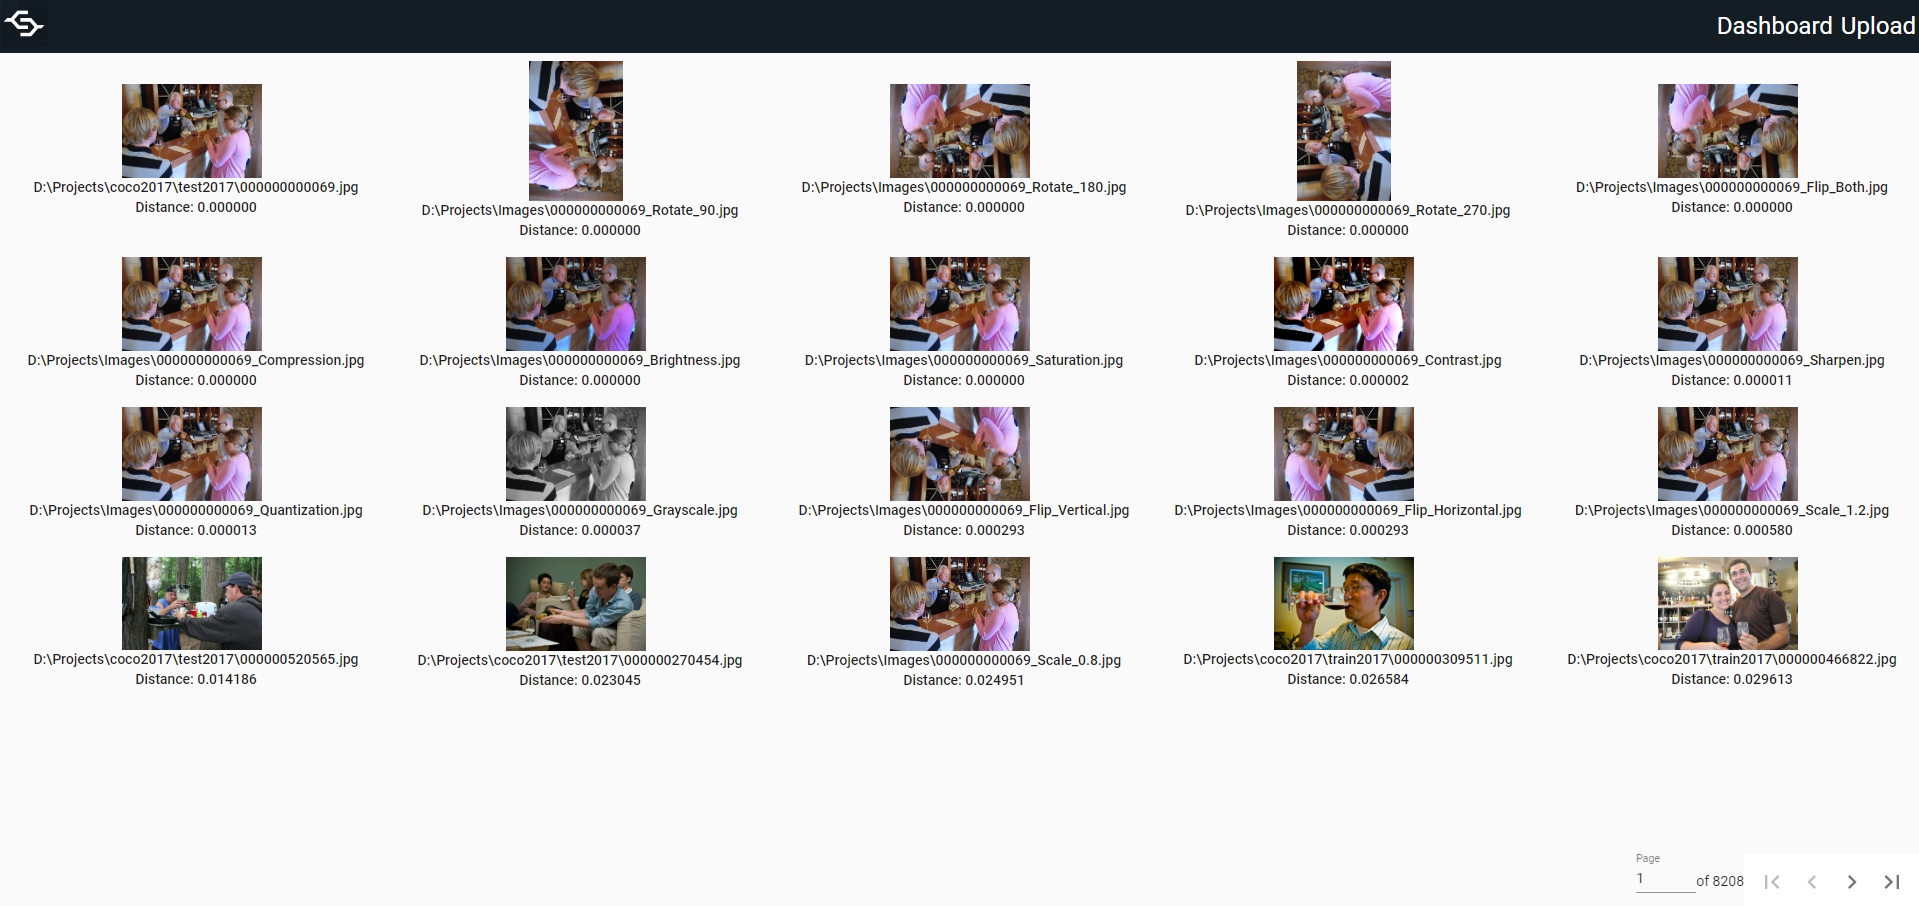 Dashboard Upload
D:\Projects\coco2017\test2017\000000000069.jpg
Distance: 0.000000
D:\Projects\Images\000000000069_Rotate_90.jpg
Distance: 0.000000
D:\Projects\Images\000000000069_Rotate_180.jpg
Distance: 0.000000
D:\Projects\Images\000000000069_Rotate_270.jpg
Distance: 0.000000
D:\Projects\Images\000000000069_Flip_Both.jpg
Distance: 0.000000
D:\Projects\Images\000000000069_Compression.jpg
Distance: 0.000000
D:\Projects\Images\000000000069_Brightness.jpg
Distance: 0.000000
D:\Projects\Images\000000000069_Saturation.jpg
Distance: 0.000000
D:\Projects\Images\000000000069_Contrast.jpg
Distance: 0.000002
D:\Projects\Images\000000000069_Sharpen.jpg
Distance: 0.000011
D:\Projects\Images\000000000069_Quantization.jpg
Distance: 0.000013
D:\Projects\Images\000000000069_Grayscale.jpg
Distance: 0.000037
D:\Projects\Images\000000000069_Flip_Vertical.jpg
Distance: 0.000293
D:\Projects\Images\000000000069_Flip_Horizontal.jpg
Distance: 0.000293
D:\Projects\Images\000000000069_Scale_1.2.jpg
Distance: 0.000580
D:\Projects\coco2017\test2017\000000520565.jpg
Distance: 0.014186
D:\Projects\coco2017\test2017\000000270454.jpg
Distance: 0.023045
D:\Projects\Images\000000000069_Scale_0.8.jpg
Distance: 0.024951
D:\Projects\coco2017\train2017\000000309511.jpg
Distance: 0.026584
D:\Projects\coco2017\train2017\000000466822.jpg
Distance: 0.029613
Page
1 of 8208